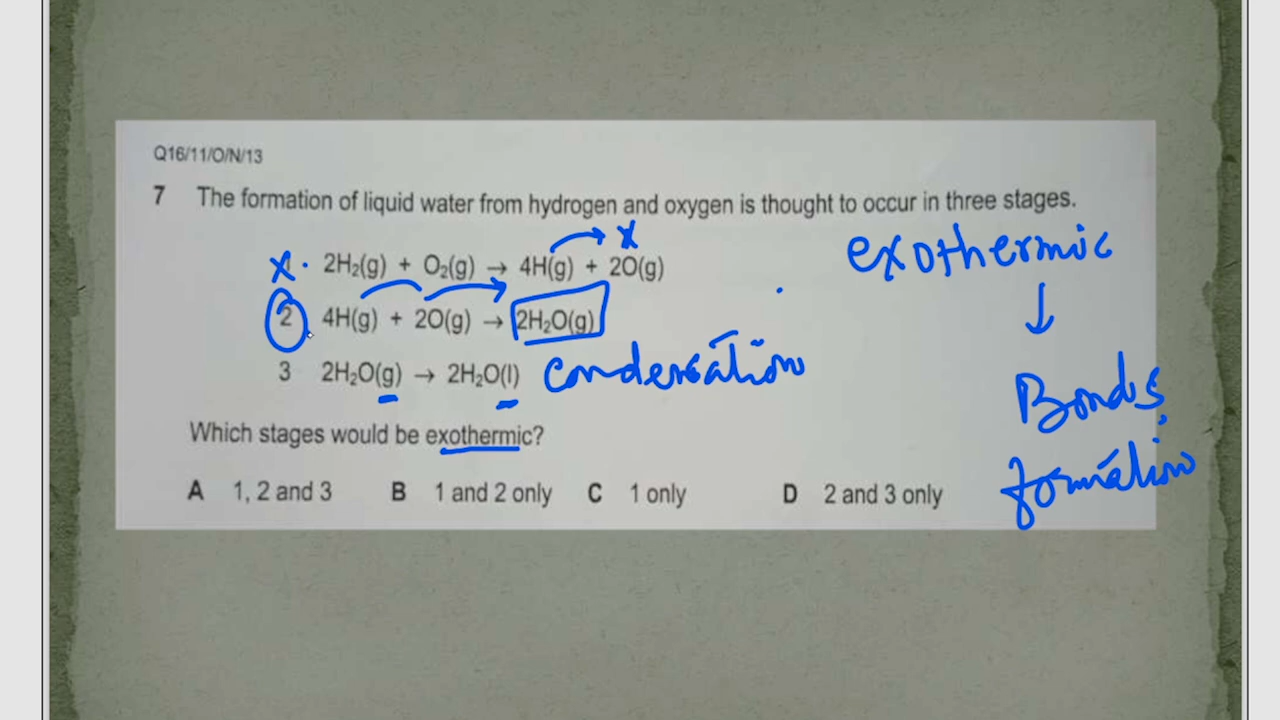 Q16/11/O/N/13
7 The formation of liquid water from hydrogen and oxygen is thought to occur in three stages.
x
x · 2H₂(g) + O₂(g) → 4H(g) + 2O(g)
exothermic
↓
2 4H(g) + 2O(g) → 2H₂O(g)
3 2H₂O(g) → 2H₂O(l) condensation
Bonds
formation
Which stages would be exothermic?
A 1, 2 and 3 B 1 and 2 only C 1 only D 2 and 3 only